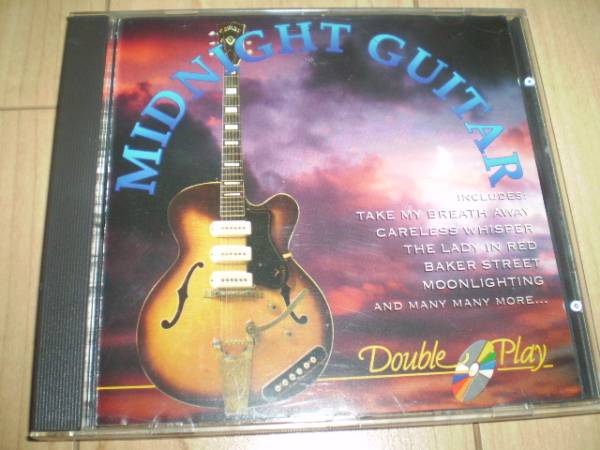 MIDNIGHT GUITAR
INCLUDES:
TAKE MY BREATH AWAY
CARELESS WHISPER
THE LADY IN RED
BAKER STREET
MOONLIGHTING
AND MANY MANY MORE...
Double Play